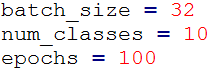 batch_size = 32
num_classes = 10
epochs = 100